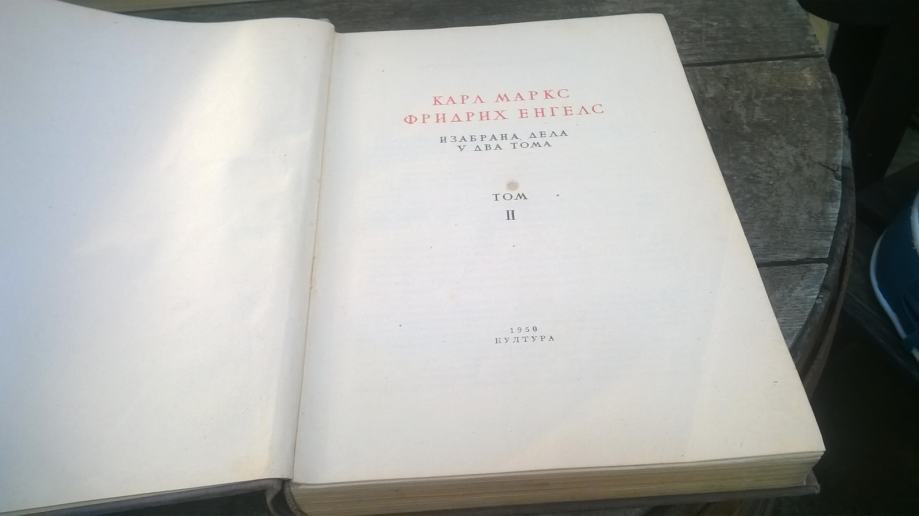 КАРЛ МАРКС
ФРИДРИХ ЕНГЕЛС
ИЗАБРАНА ДЕЛА
У ДВА ТОМА
ТОМ
II
1950
КУЛТУРА